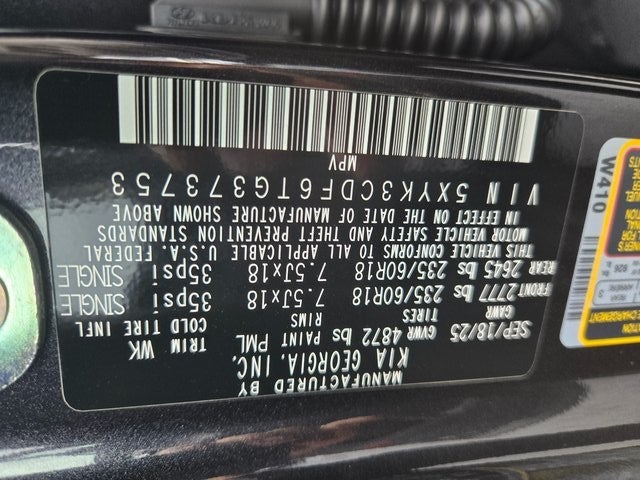 MANUFACTURED BY
KIA GEORGIA, INC.
SEP/18/25 GVWR 4872 lbs PAINT PML TRIM WK
GAWR TIRES RIMS COLD TIRE INFL
FRONT 2777 lbs 235/60R18 7.5Jx18 35psi SINGLE
REAR 2645 lbs 235/60R18 7.5Jx18 35psi SINGLE
THIS VEHICLE CONFORMS TO ALL APPLICABLE U.S.A. FEDERAL
MOTOR VEHICLE SAFETY AND THEFT PREVENTION STANDARDS
IN EFFECT ON THE DATE OF MANUFACTURE SHOWN ABOVE
VIN 5XYK3CDF6TG373753
MPV
W410